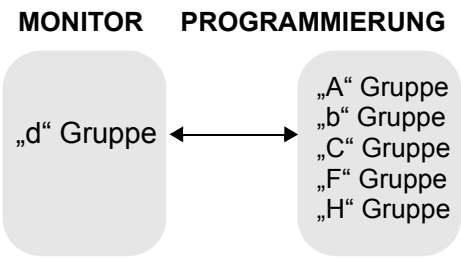 MONITOR PROGRAMMIERUNG
„d“ Gruppe
„A“ Gruppe
„b“ Gruppe
„C“ Gruppe
„F“ Gruppe
„H“ Gruppe